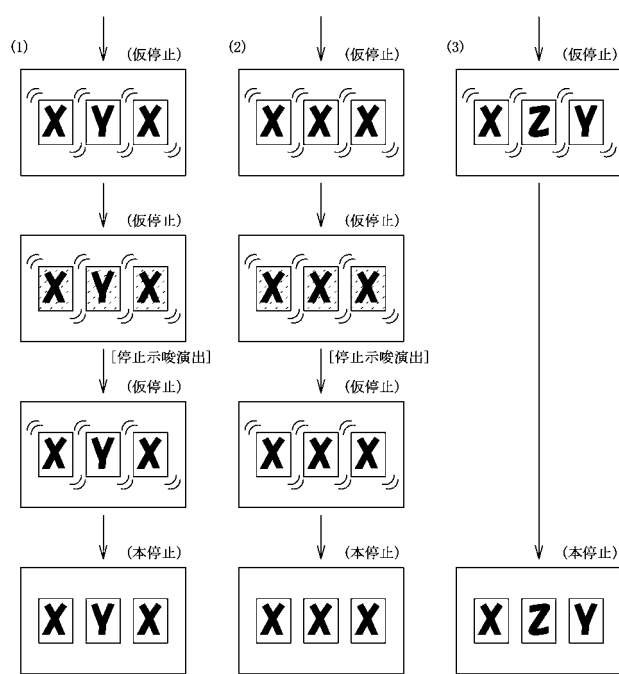 (1) (仮停止) (2) (仮停止) (3) (仮停止)
X Y X X X X X Z Y
(仮停止) (仮停止)
X Y X X X X
[停止示唆演出] [停止示唆演出]
(仮停止) (仮停止)
X Y X X X X
(本停止) (本停止) (本停止)
X Y X X X X X Z Y